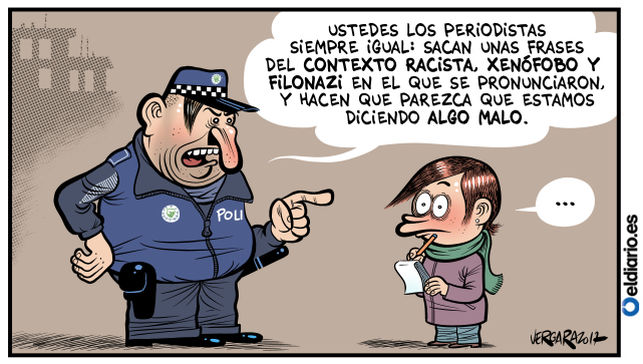 USTEDES LOS PERIODISTAS
SIEMPRE IGUAL: SACAN UNAS FRASES
DEL CONTEXTO RACISTA, XENÓFOBO Y
FILONAZI EN EL QUE SE PRONUNCIARON,
Y HACEN QUE PAREZCA QUE ESTAMOS
DICIENDO ALGO MALO.
...
POLI
VERGARA2017
eldiario.es